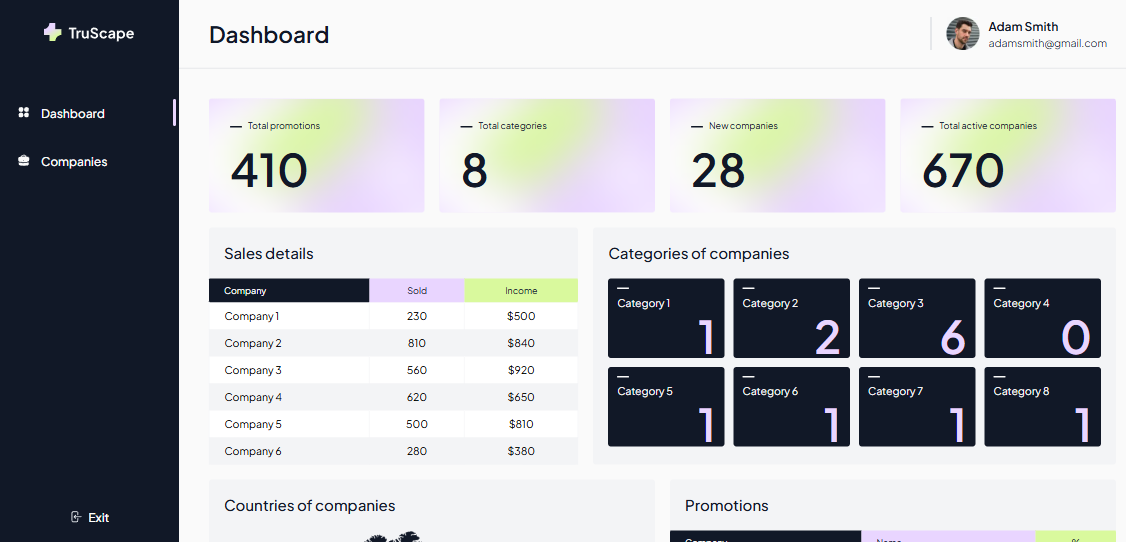 TruScape
Dashboard
Companies
Exit
Dashboard
Adam Smith
adamsmith@gmail.com
Total promotions
410
Total categories
8
New companies
28
Total active companies
670
Sales details
Company Sold Income
Company 1 230 $500
Company 2 810 $840
Company 3 560 $920
Company 4 620 $650
Company 5 500 $810
Company 6 280 $380
Categories of companies
Category 1
1
Category 2
2
Category 3
6
Category 4
0
Category 5
1
Category 6
1
Category 7
1
Category 8
1
Countries of companies
Promotions
Company Name %